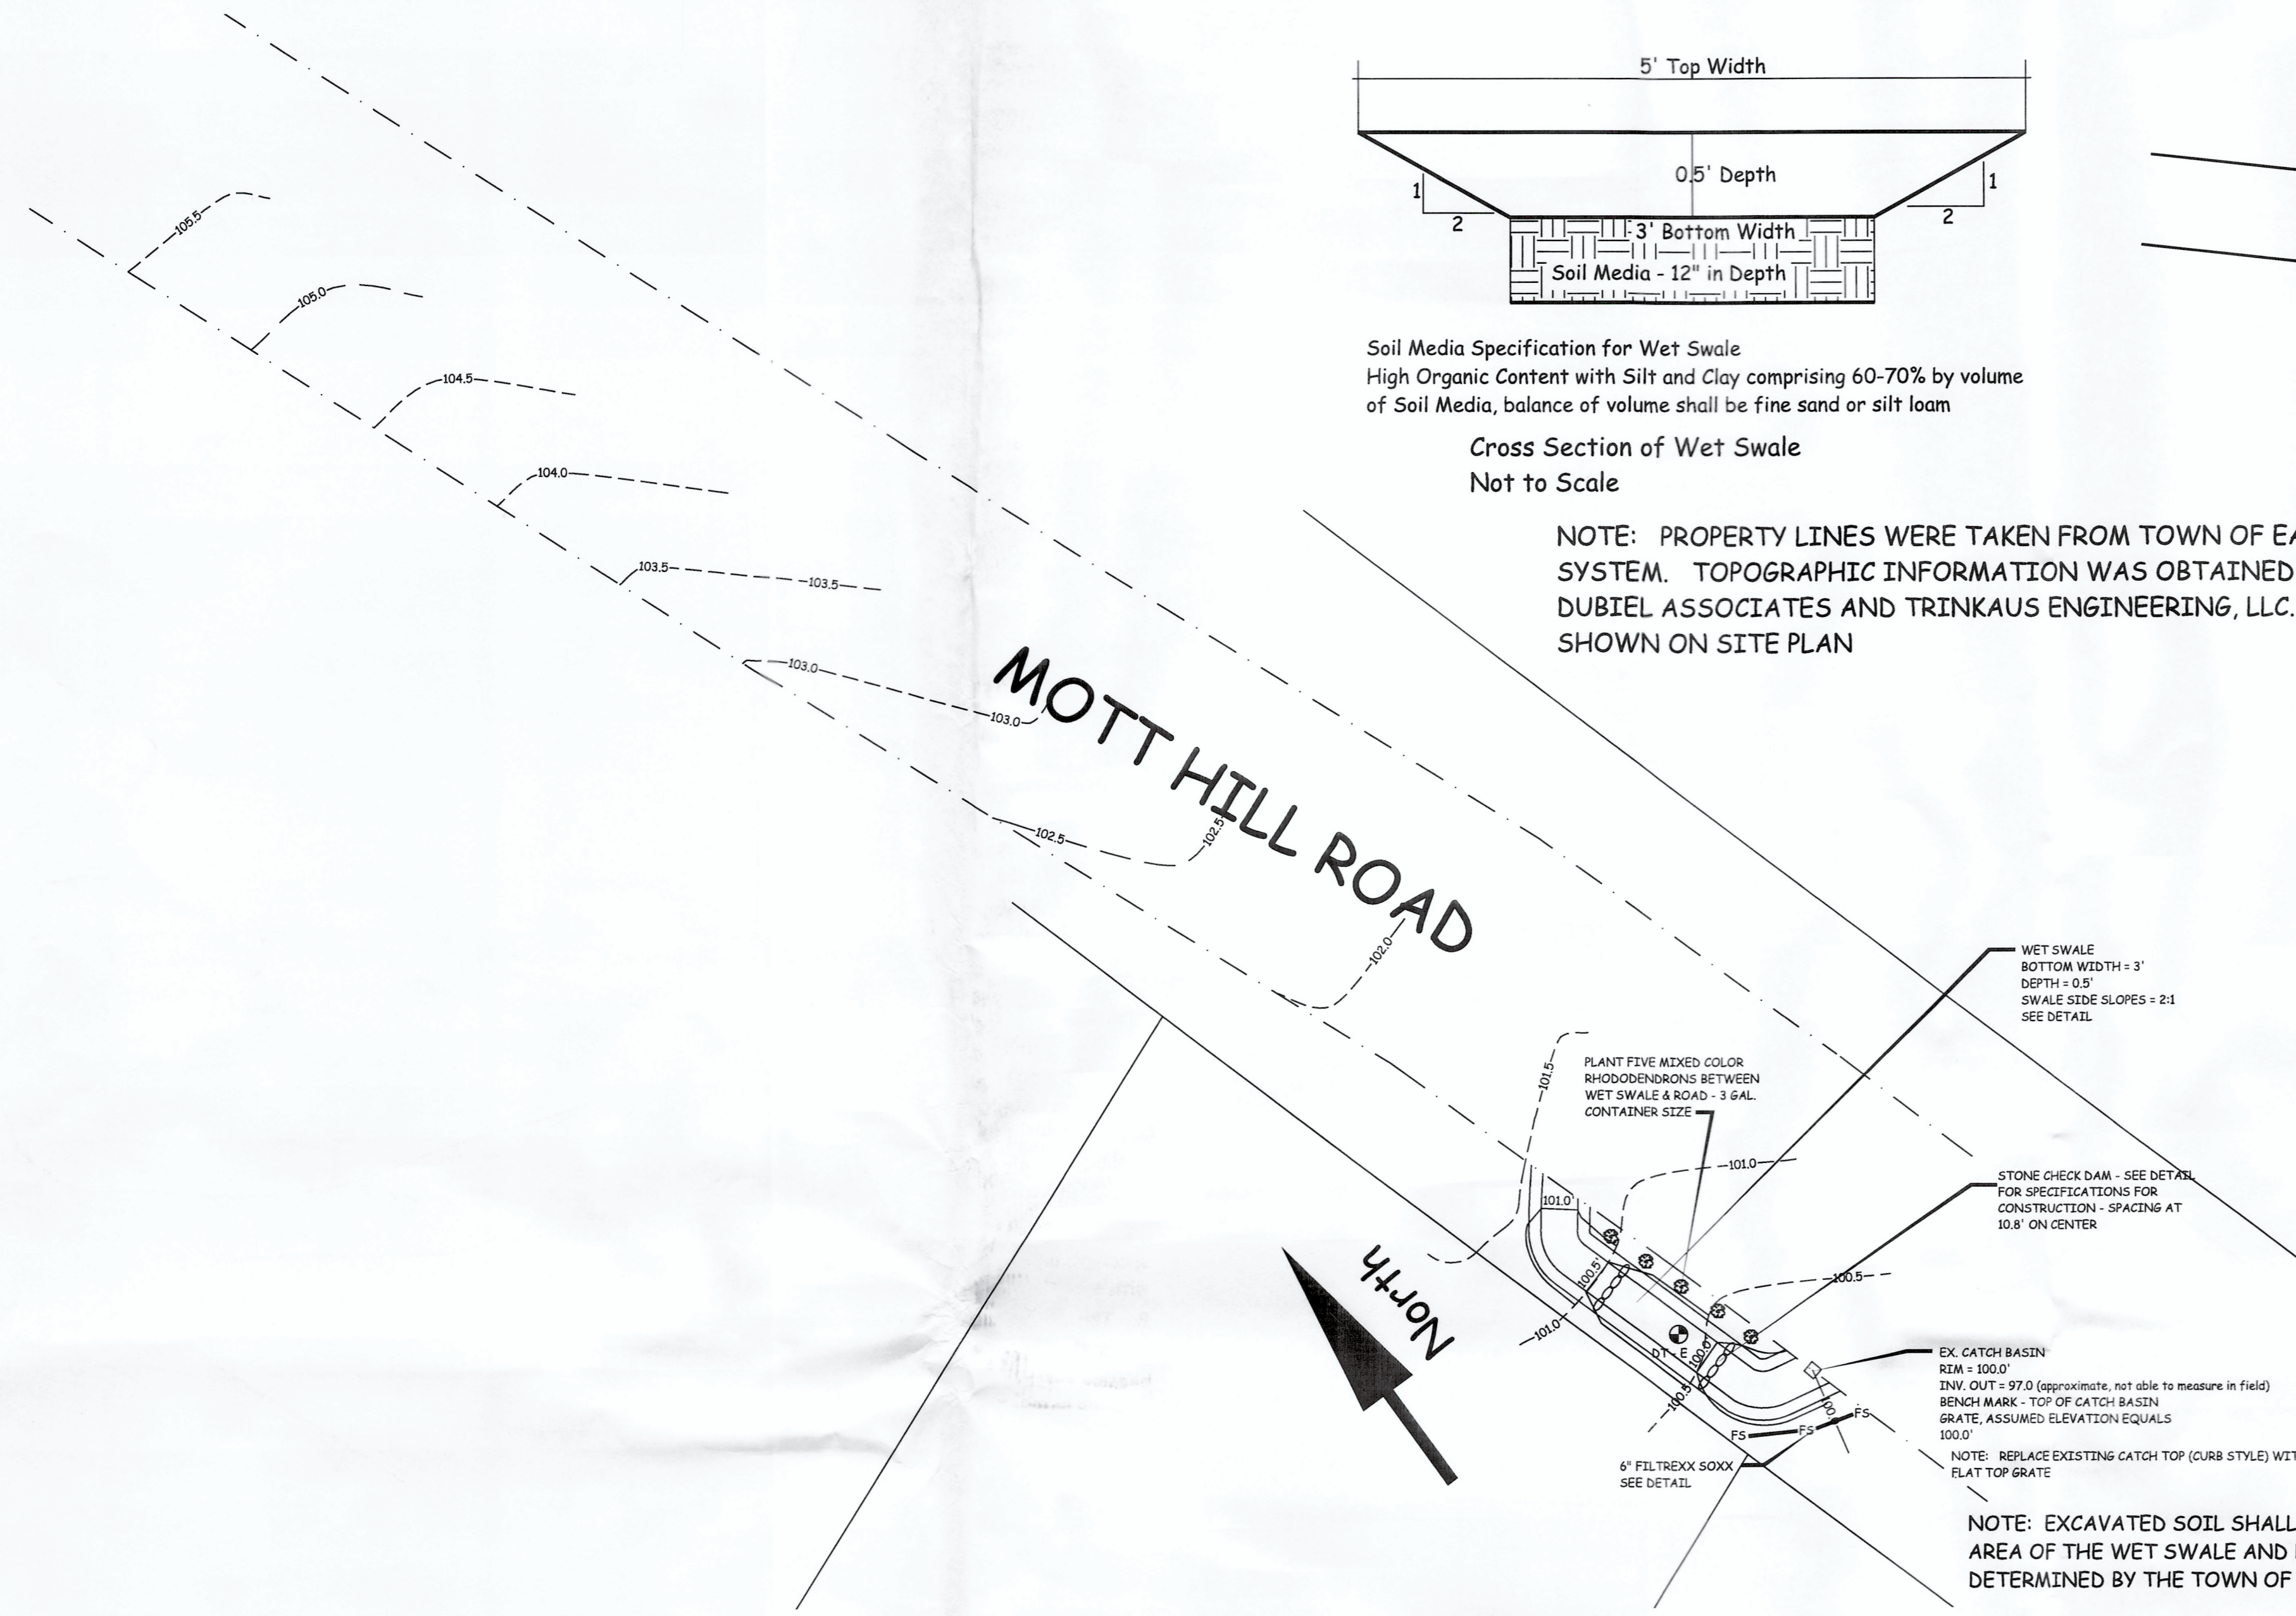 5' Top Width
0.5' Depth
1
2
1
2
3' Bottom Width
Soil Media - 12" in Depth
Soil Media Specification for Wet Swale
High Organic Content with Silt and Clay comprising 60-70% by volume
of Soil Media, balance of volume shall be fine sand or silt loam
Cross Section of Wet Swale
Not to Scale
NOTE: PROPERTY LINES WERE TAKEN FROM TOWN OF
SYSTEM. TOPOGRAPHIC INFORMATION WAS OBTAINED
DUBIEL ASSOCIATES AND TRINKAUS ENGINEERING, LLC.
SHOWN ON SITE PLAN
105.5
105.0
104.5
104.0
103.5
103.5
103.0
103.0
102.5
102.5
102.0
MOTT HILL ROAD
WET SWALE
BOTTOM WIDTH = 3'
DEPTH = 0.5'
SWALE SIDE SLOPES = 2:1
SEE DETAIL
101.5
PLANT FIVE MIXED COLOR
RHODODENDRONS BETWEEN
WET SWALE & ROAD - 3 GAL.
CONTAINER SIZE
101.0
STONE CHECK DAM - SEE DETAIL
FOR SPECIFICATIONS FOR
CONSTRUCTION - SPACING AT
10.8' ON CENTER
101.0'
100.5'
100.5
101.0
North
DT - E
100.0'
100.5
EX. CATCH BASIN
RIM = 100.0'
INV. OUT = 97.0 (approximate, not able to measure in field)
BENCH MARK - TOP OF CATCH BASIN
GRATE, ASSUMED ELEVATION EQUALS
100.0'
FS
FS
FS
6" FILTREXX SOXX
SEE DETAIL
NOTE: REPLACE EXISTING CATCH TOP (CURB STYLE)
FLAT TOP GRATE
NOTE: EXCAVATED SOIL SHALL
AREA OF THE WET SWALE AND
DETERMINED BY THE TOWN OF